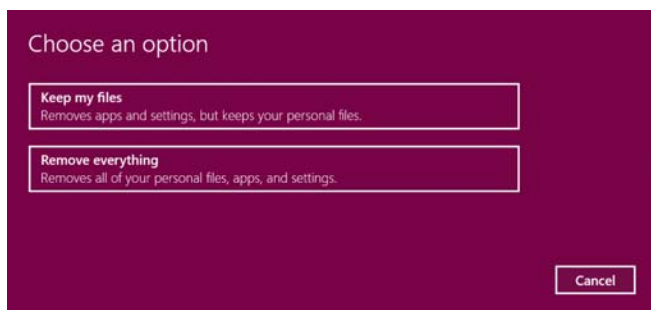 Choose an option
Keep my files
Removes apps and settings, but keeps your personal files.
Remove everything
Removes all of your personal files, apps, and settings.
Cancel